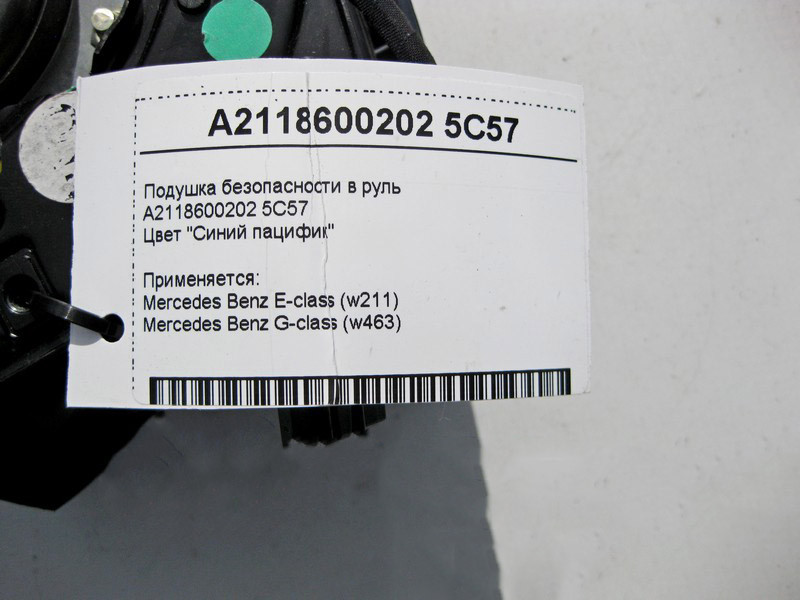 A2118600202 5C57
Подушка безопасности в руль
A2118600202 5C57
Цвет "Синий пацифик"
Применяется:
Mercedes Benz E-class (w211)
Mercedes Benz G-class (w463)